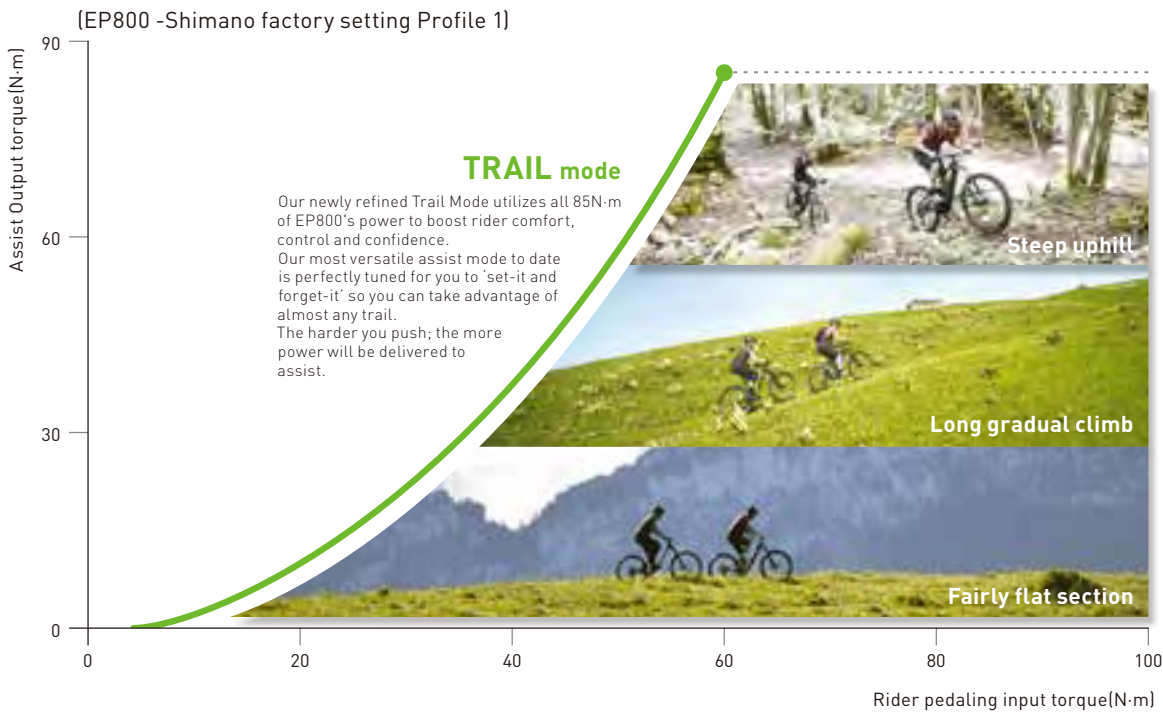 (EP800 -Shimano factory setting Profile 1)
Assist Output torque(N·m)
90
60
30
0
TRAIL mode
Our newly refined Trail Mode utilizes all 85N·m
of EP800's power to boost rider comfort,
control and confidence.
Our most versatile assist mode to date
is perfectly tuned for you to 'set-it and
forget-it' so you can take advantage of
almost any trail.
The harder you push; the more
power will be delivered to
assist.
Steep uphill
Long gradual climb
Fairly flat section
0
20
40
60
80
100
Rider pedaling input torque(N·m)